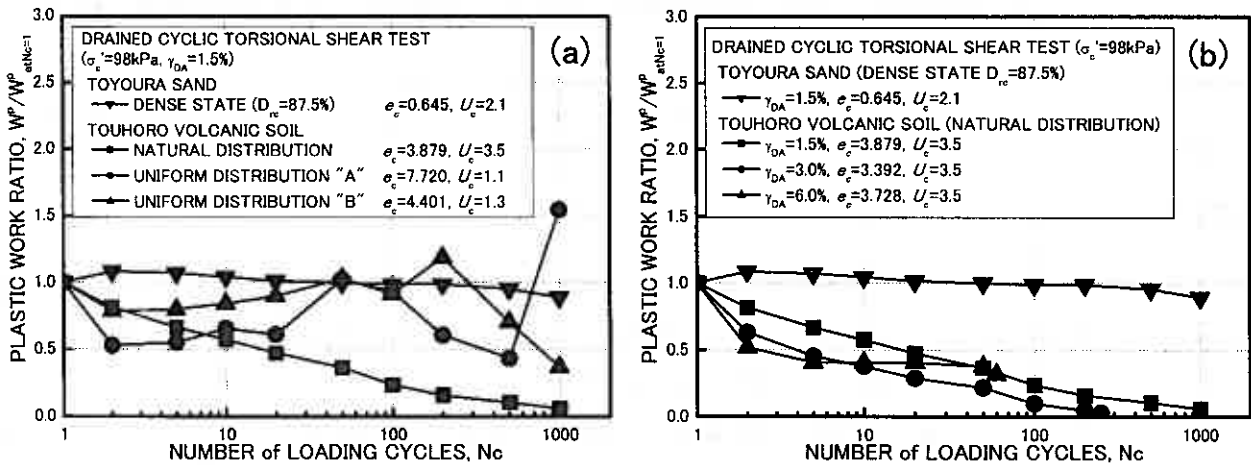 (a)
DRAINED CYCLIC TORSIONAL SHEAR TEST
(σc'=98kPa, γDA=1.5%)
TOYOURA SAND
DENSE STATE (Drc=87.5%) ec=0.645, Uc=2.1
TOUHORO VOLCANIC SOIL
NATURAL DISTRIBUTION ec=3.879, Uc=3.5
UNIFORM DISTRIBUTION "A" ec=7.720, Uc=1.1
UNIFORM DISTRIBUTION "B" ec=4.401, Uc=1.3
PLASTIC WORK RATIO, Wp/WpatNc=1
3.0
2.5
2.0
1.5
1.0
0.5
0.0
1 10 100 1000
NUMBER of LOADING CYCLES, Nc
(b)
DRAINED CYCLIC TORSIONAL SHEAR TEST (σc'=98kPa)
TOYOURA SAND (DENSE STATE Drc=87.5%)
γDA=1.5%, ec=0.645, Uc=2.1
TOUHORO VOLCANIC SOIL (NATURAL DISTRIBUTION)
γDA=1.5%, ec=3.879, Uc=3.5
γDA=3.0%, ec=3.392, Uc=3.5
γDA=6.0%, ec=3.728, Uc=3.5
PLASTIC WORK RATIO, Wp/WpatNc=1
3.0
2.5
2.0
1.5
1.0
0.5
0.0
1 10 100 1000
NUMBER of LOADING CYCLES, Nc